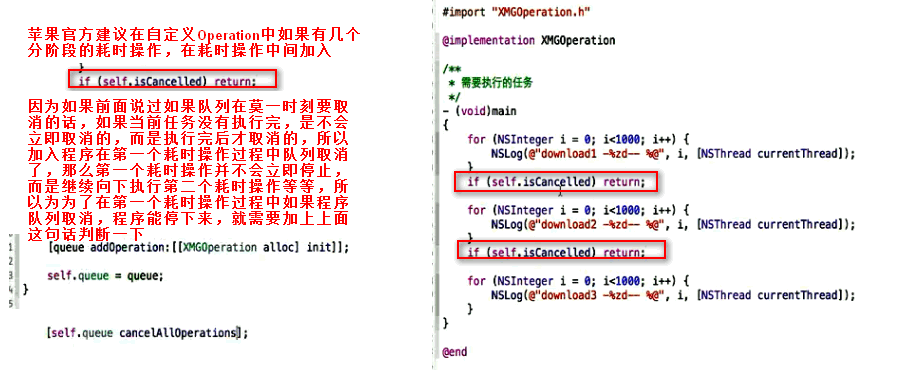 苹果官方建议在自定义Operation中如果有几个
分阶段的耗时操作，在耗时操作中间加入
}
if (self.isCancelled) return;
因为如果前面说过如果队列在莫一时刻要取
消的话，如果当前任务没有执行完，是不会
立即取消的，而是执行完后才取消的，所以
加入程序在第一个耗时操作过程中队列取消
了，那么第一个耗时操作并不会立即停止，
而是继续向下执行第二个耗时操作等等，所
以为为了在第一个耗时操作过程中如果程序
队列取消，程序能停下来，就需要加上上面
这句话判断一下
1 [queue addOperation:[[XMGOperation alloc] init]];
2
3 self.queue = queue;
4 }
5
[self.queue cancelAllOperations];
#import "XMGOperation.h"
@implementation XMGOperation
/**
* 需要执行的任务
*/
- (void)main
{
for (NSInteger i = 0; i<1000; i++) {
NSLog(@"download1 -%zd-- %@", i, [NSThread currentThread]);
}
if (self.isCancelled) return;
for (NSInteger i = 0; i<1000; i++) {
NSLog(@"download2 -%zd-- %@", i, [NSThread currentThread]);
}
if (self.isCancelled) return;
for (NSInteger i = 0; i<1000; i++) {
NSLog(@"download3 -%zd-- %@", i, [NSThread currentThread]);
}
}
@end